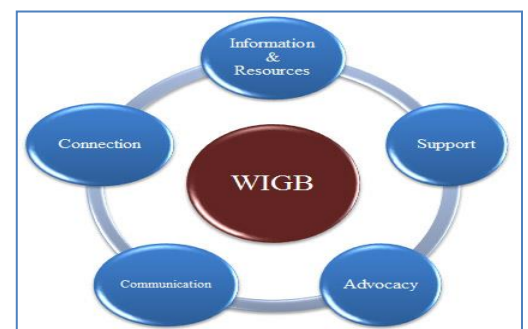 Information
&
Resources
Connection
Support
WIGB
Communication
Advocacy